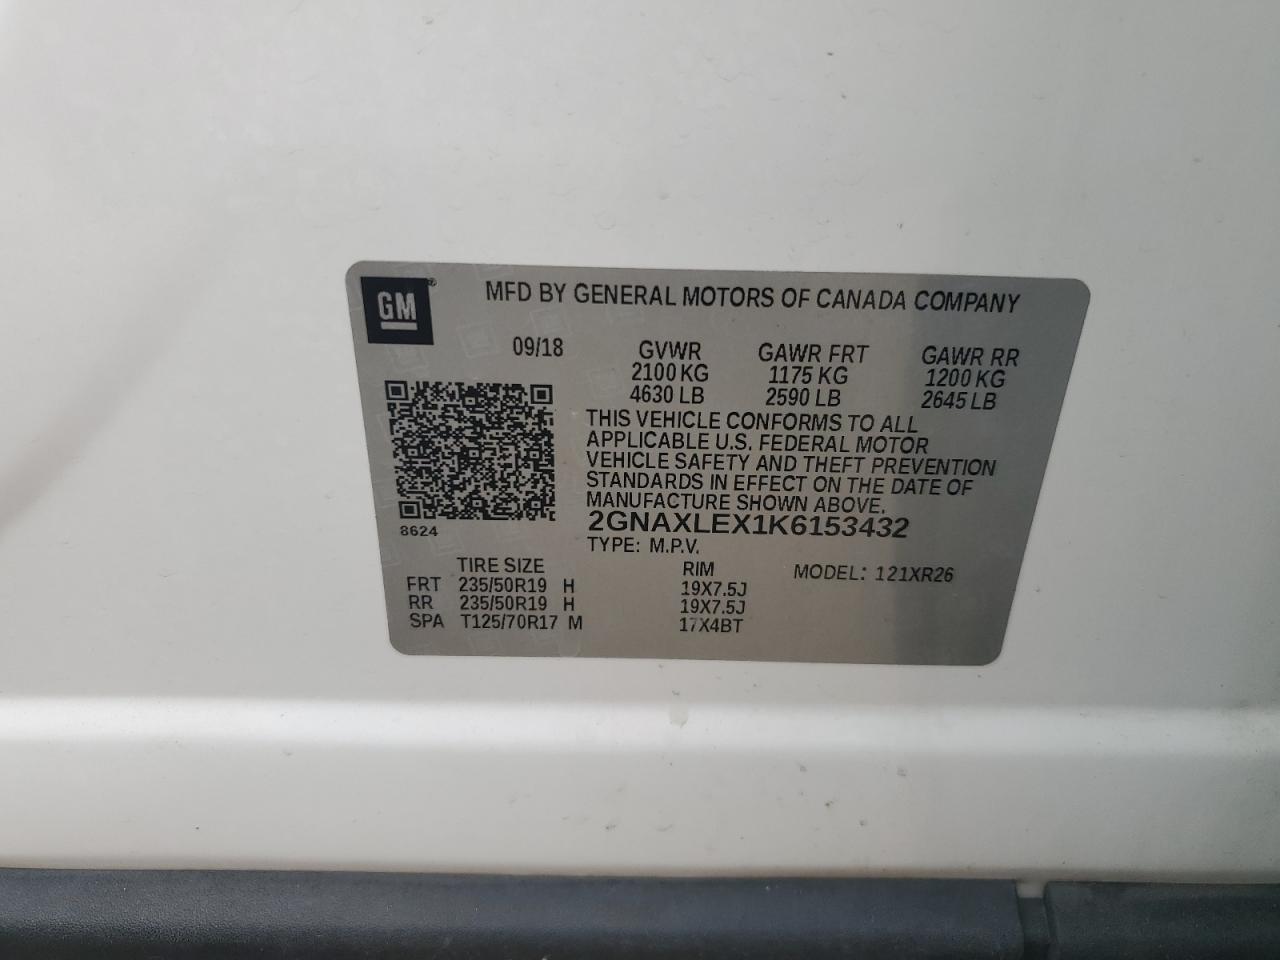 GM®
MFD BY GENERAL MOTORS OF CANADA COMPANY
09/18 GVWR GAWR FRT GAWR RR
2100 KG 1175 KG 1200 KG
4630 LB 2590 LB 2645 LB
THIS VEHICLE CONFORMS TO ALL
APPLICABLE U.S. FEDERAL MOTOR
VEHICLE SAFETY AND THEFT PREVENTION
STANDARDS IN EFFECT ON THE DATE OF
MANUFACTURE SHOWN ABOVE.
2GNAXLEX1K6153432
8624
TYPE: M.P.V.
TIRE SIZE RIM MODEL: 121XR26
FRT 235/50R19 H 19X7.5J
RR 235/50R19 H 19X7.5J
SPA T125/70R17 M 17X4BT